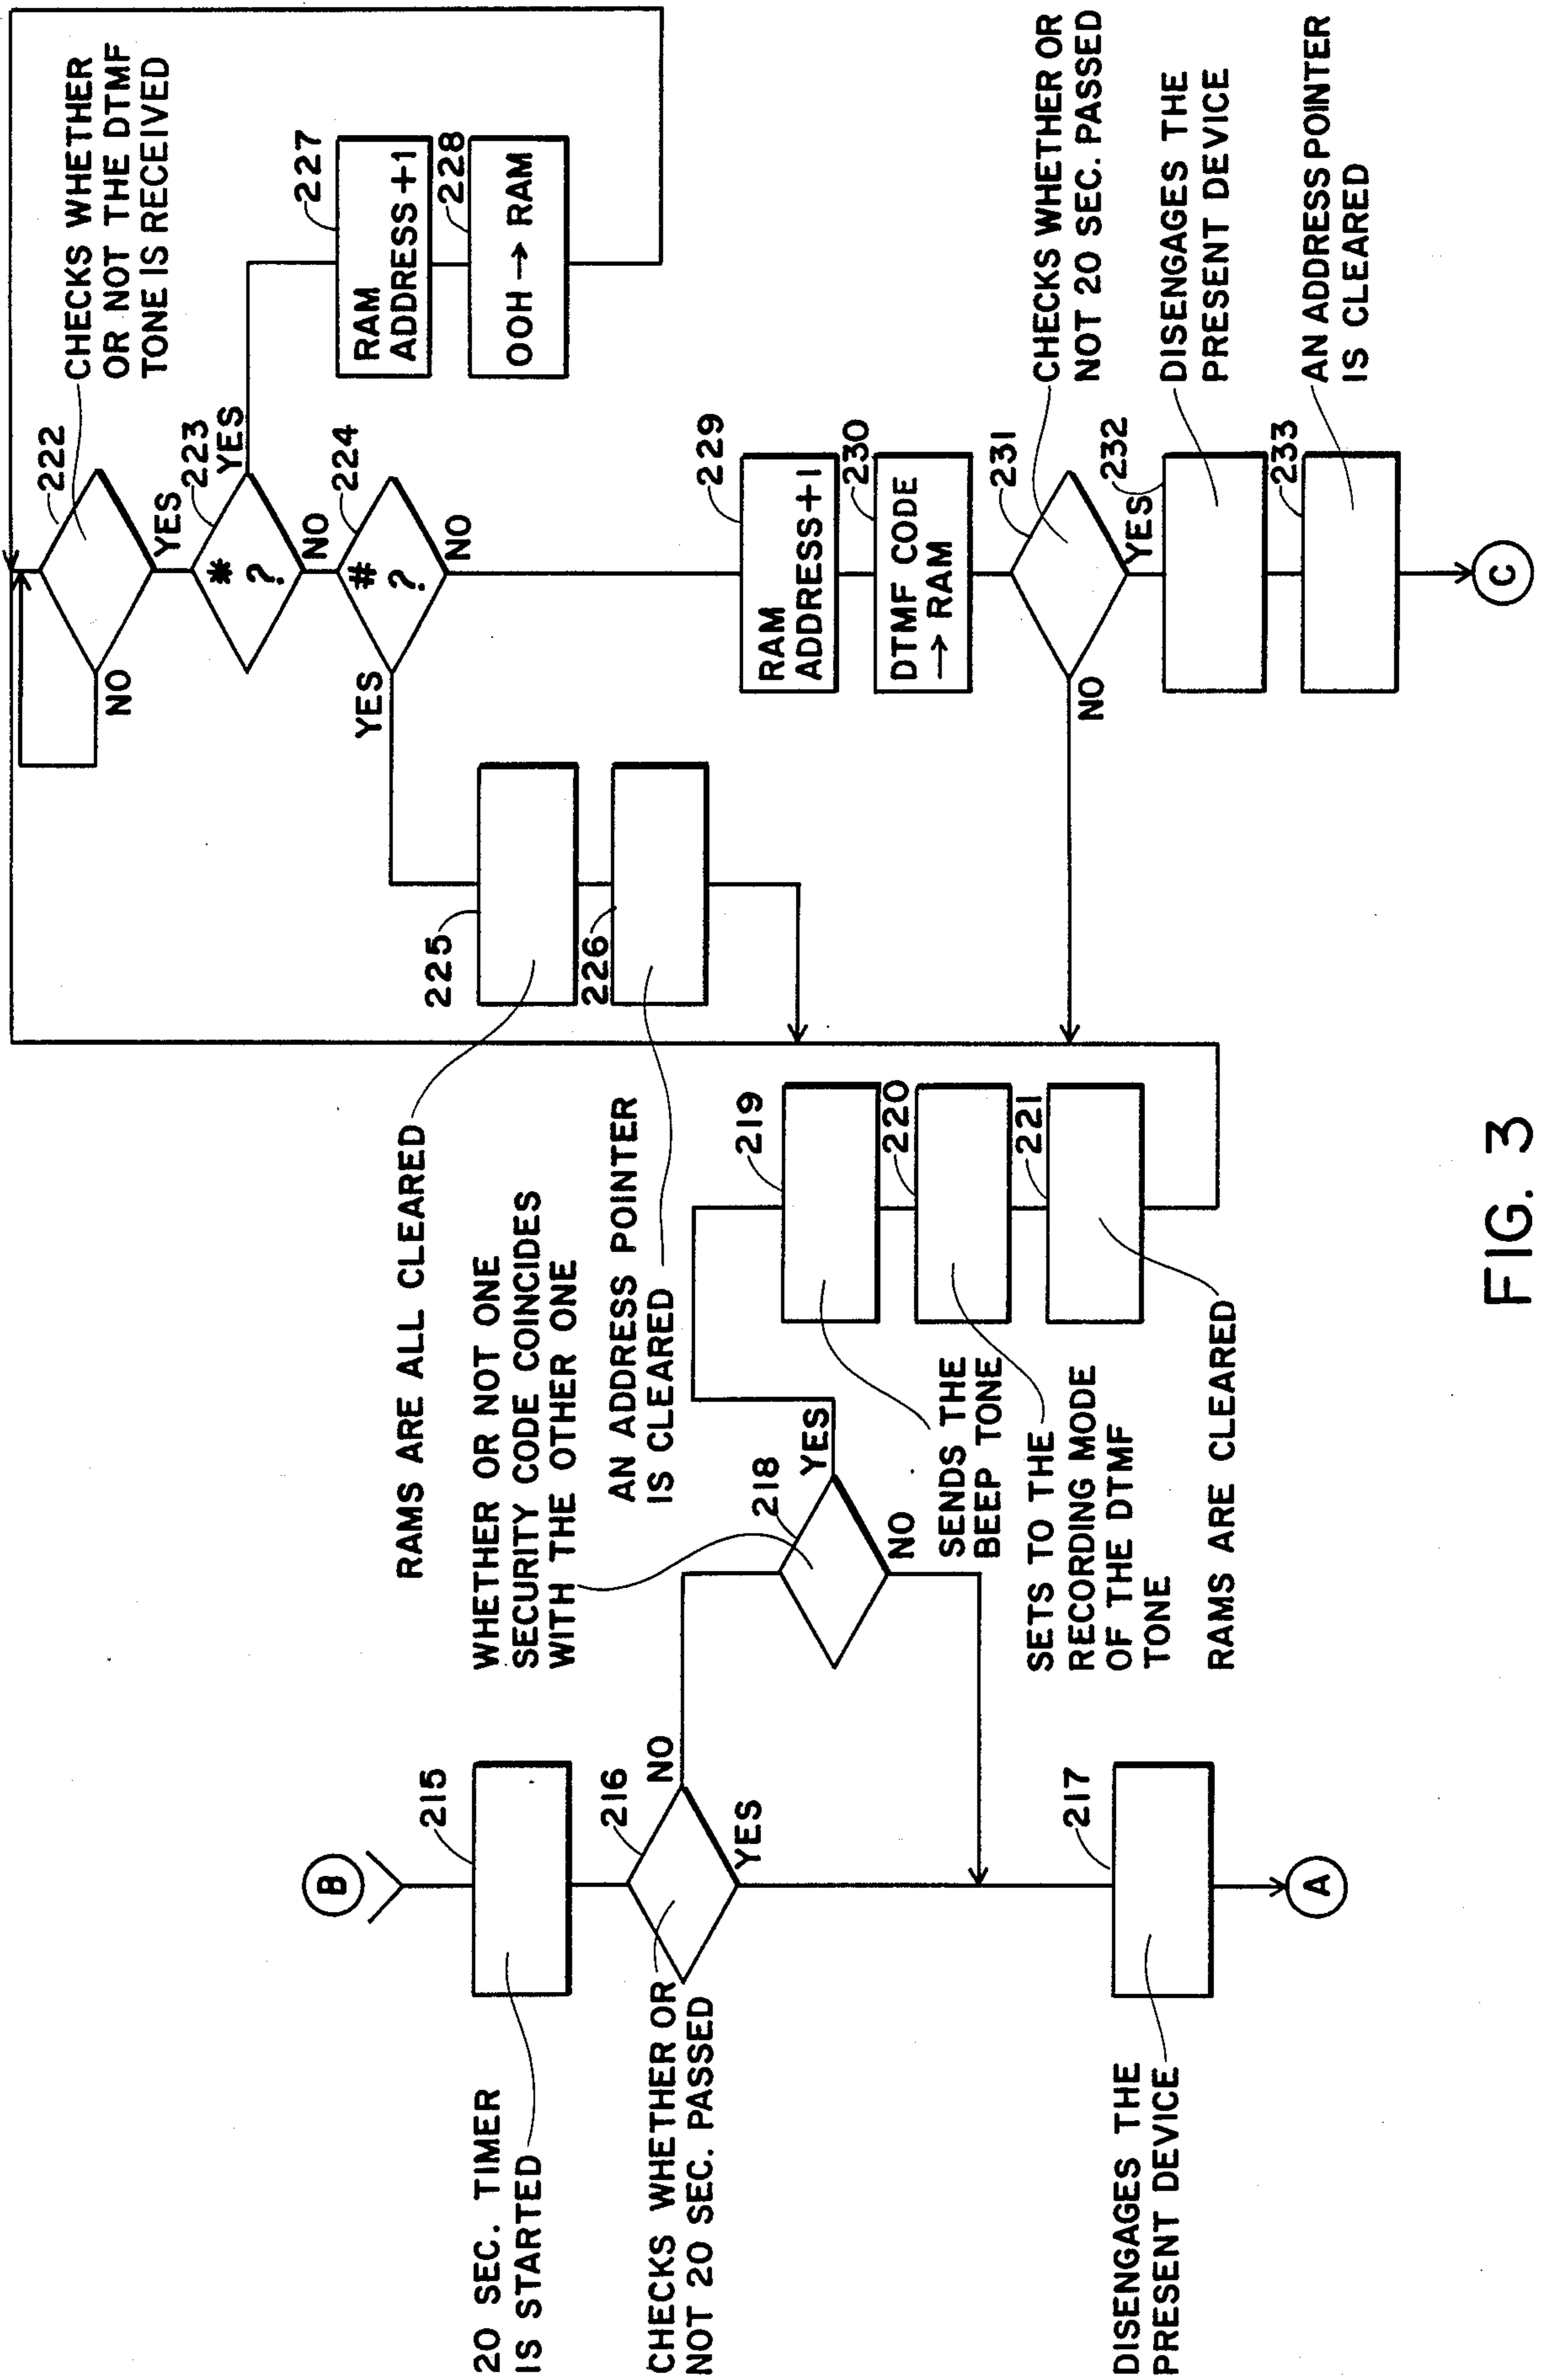 B
215
20 SEC. TIMER
IS STARTED
216
NO
YES
CHECKS WHETHER OR
NOT 20 SEC. PASSED
217
DISENGAGES THE
PRESENT DEVICE
A
WHETHER OR NOT ONE
SECURITY CODE COINCIDES
WITH THE OTHER ONE
218
YES
NO
219
SENDS THE
BEEP TONE
220
SETS TO THE
RECORDING MODE
OF THE DTMF
TONE
221
RAMS ARE CLEARED
222
CHECKS WHETHER
OR NOT THE DTMF
TONE IS RECEIVED
NO
YES
223
*
?
YES
NO
224
#
?
YES
NO
225
RAMS ARE ALL CLEARED
226
AN ADDRESS POINTER
IS CLEARED
227
RAM
ADDRESS+1
228
OOH → RAM
229
RAM
ADDRESS+1
230
DTMF CODE
→ RAM
231
CHECKS WHETHER OR
NOT 20 SEC. PASSED
NO
YES
232
DISENGAGES THE
PRESENT DEVICE
233
AN ADDRESS POINTER
IS CLEARED
C
FIG. 3